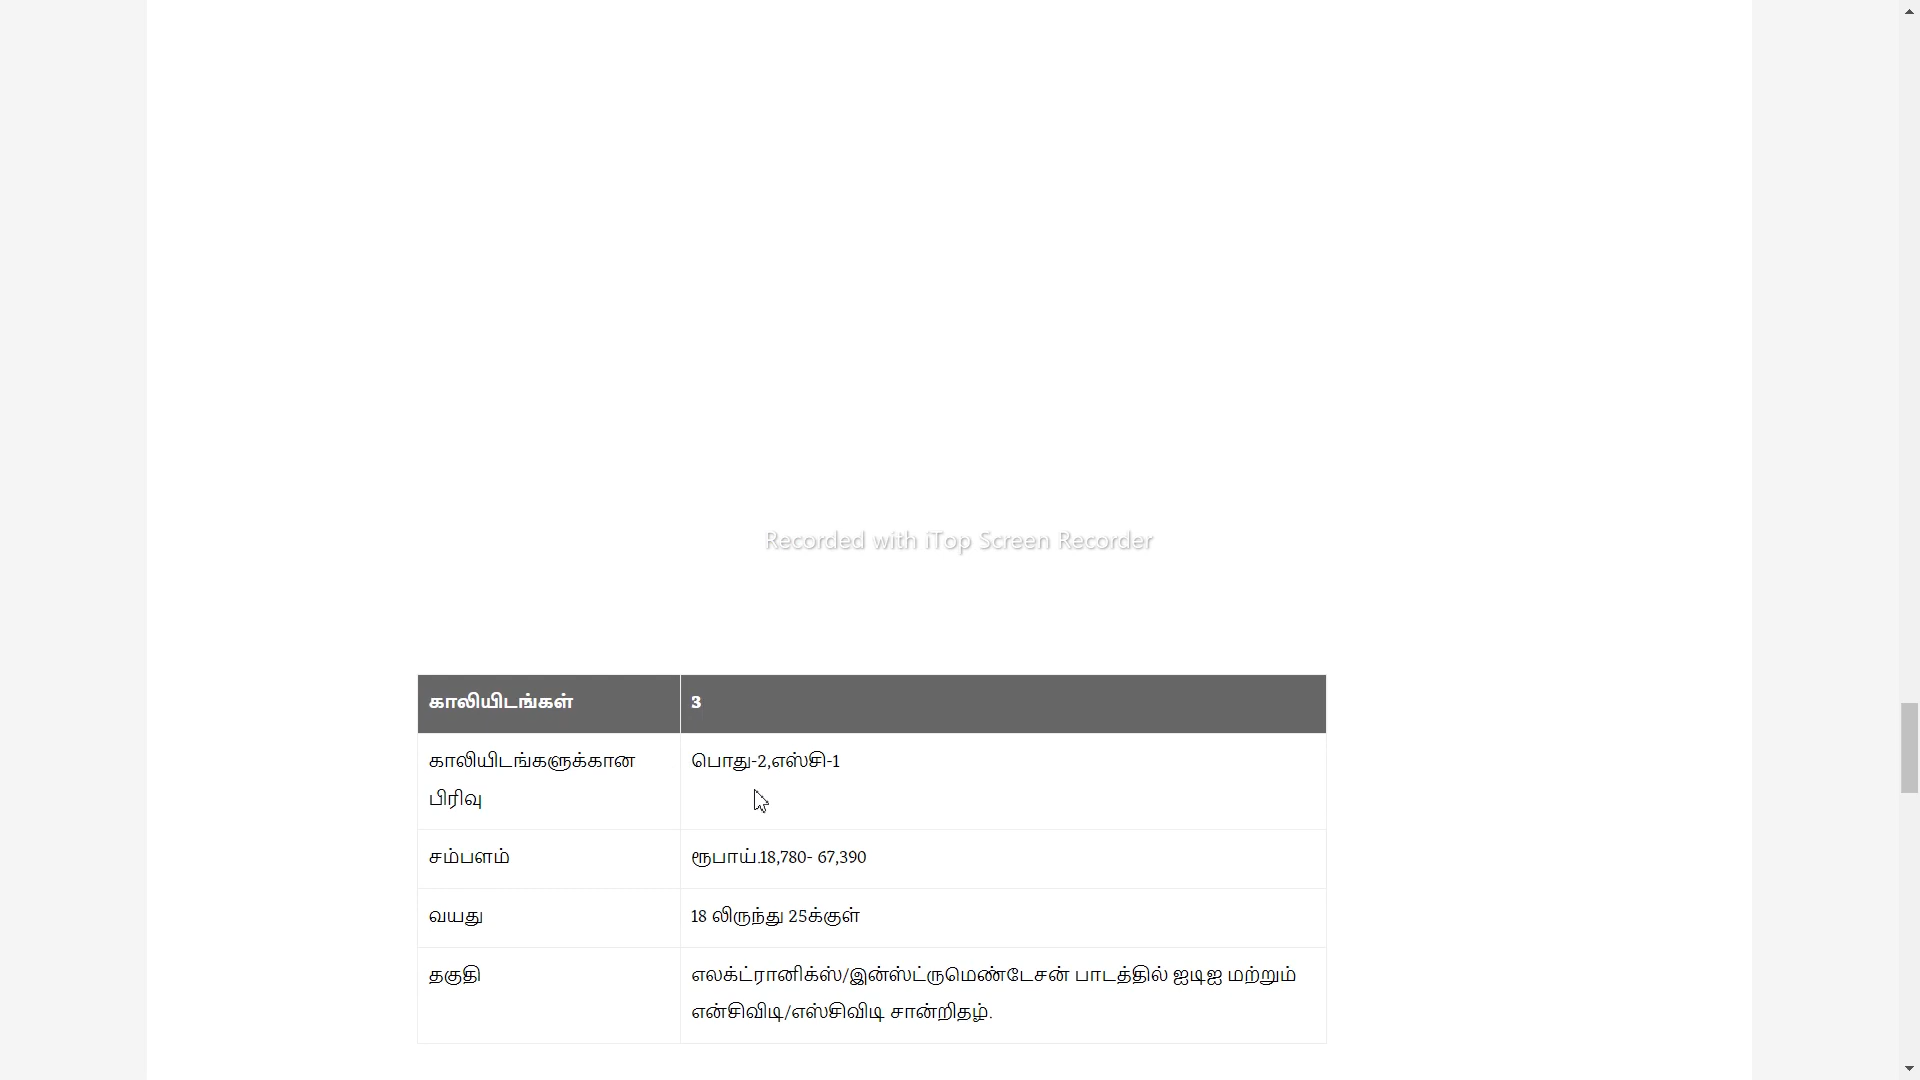 Recorded with iTop Screen Recorder
காலியிடங்கள் 3
காலியிடங்களுக்கான பொது-2,எஸ்சி-1
பிரிவு
சம்பளம் ரூபாய்.18,780- 67,390
வயது 18 லிருந்து 25க்குள்
தகுதி எலக்ட்ரானிக்ஸ்/இன்ஸ்ட்ருமெண்டேசன் பாடத்தில் ஐடிஐ மற்றும்
என்சிவிடி/எஸ்சிவிடி சான்றிதழ்.